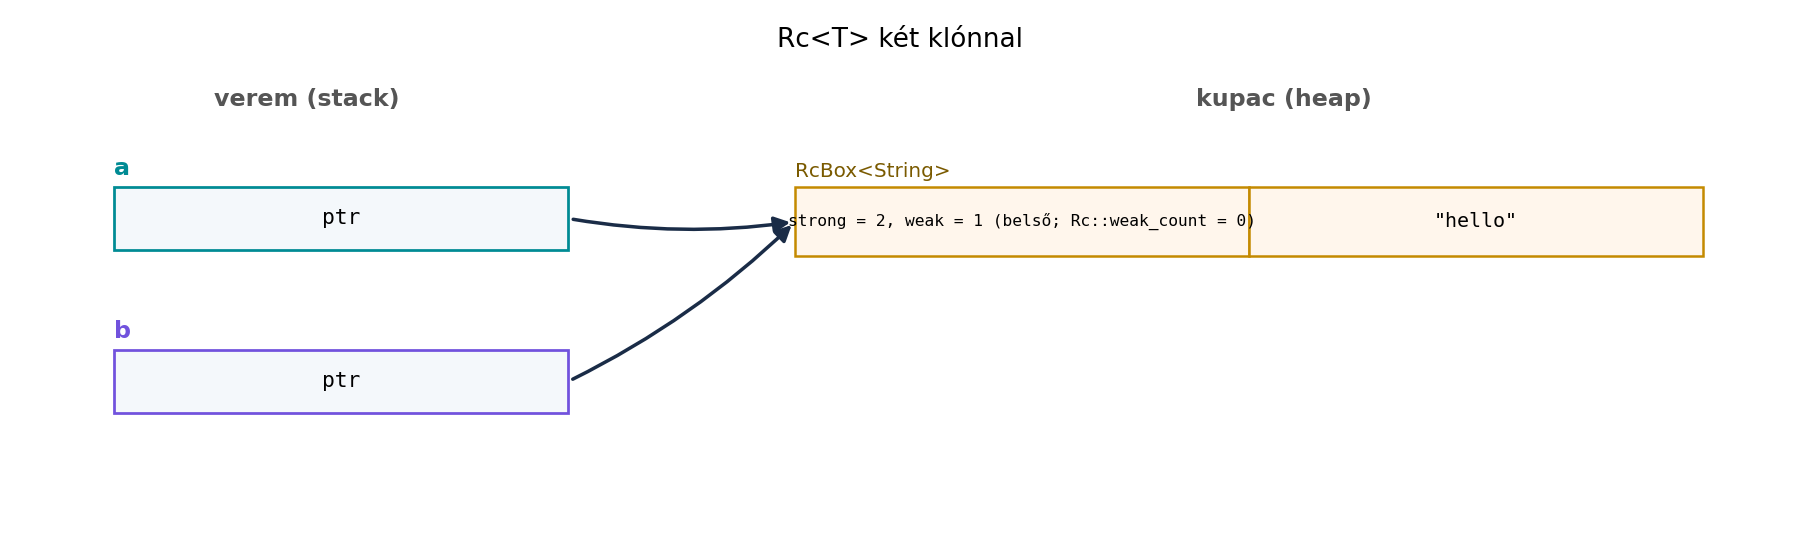 Rc<T> két klónnal
verem (stack)
kupac (heap)
a
RcBox<String>
ptr
strong = 2, weak = 1 (belső; Rc::weak_count = 0)
"hello"
b
ptr